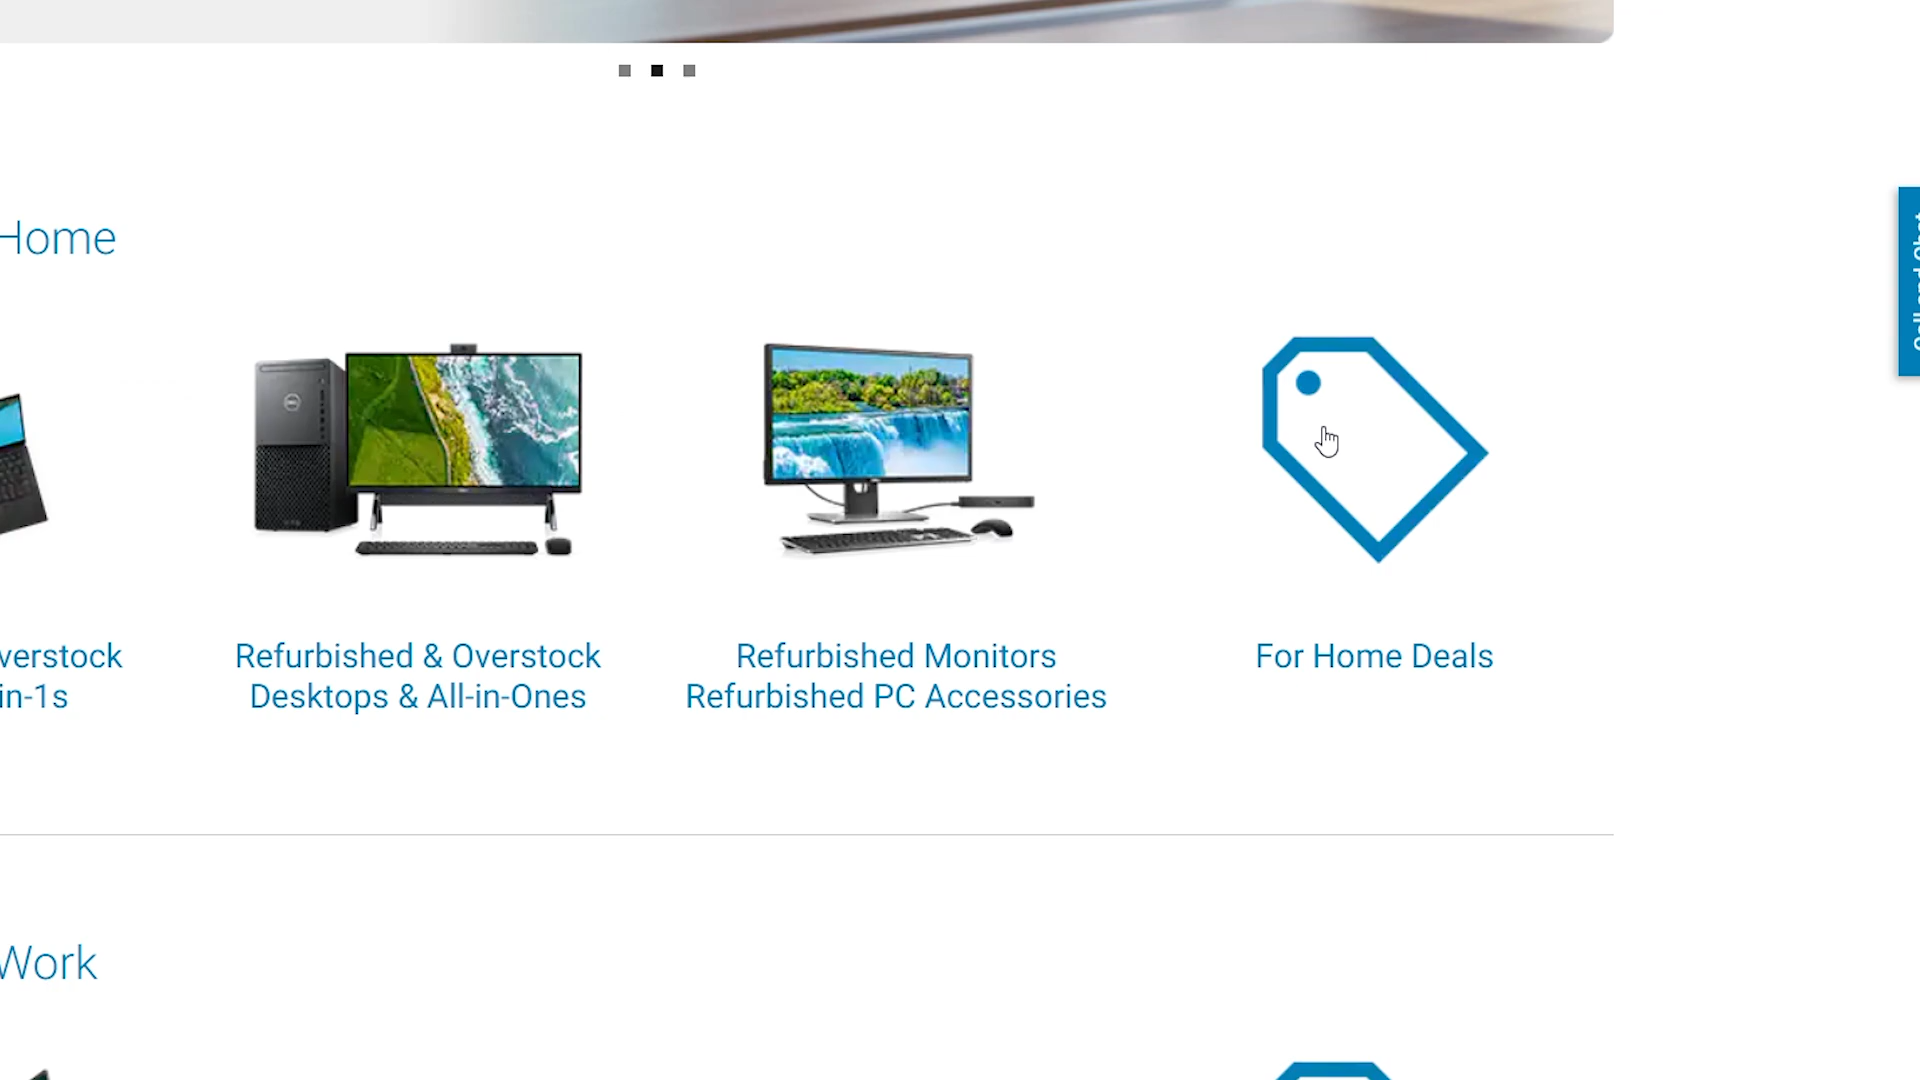 Home
Refurbished & Overstock
Desktops & All-in-Ones
Refurbished Monitors
Refurbished PC Accessories
For Home Deals
verstock
in-1s
Work